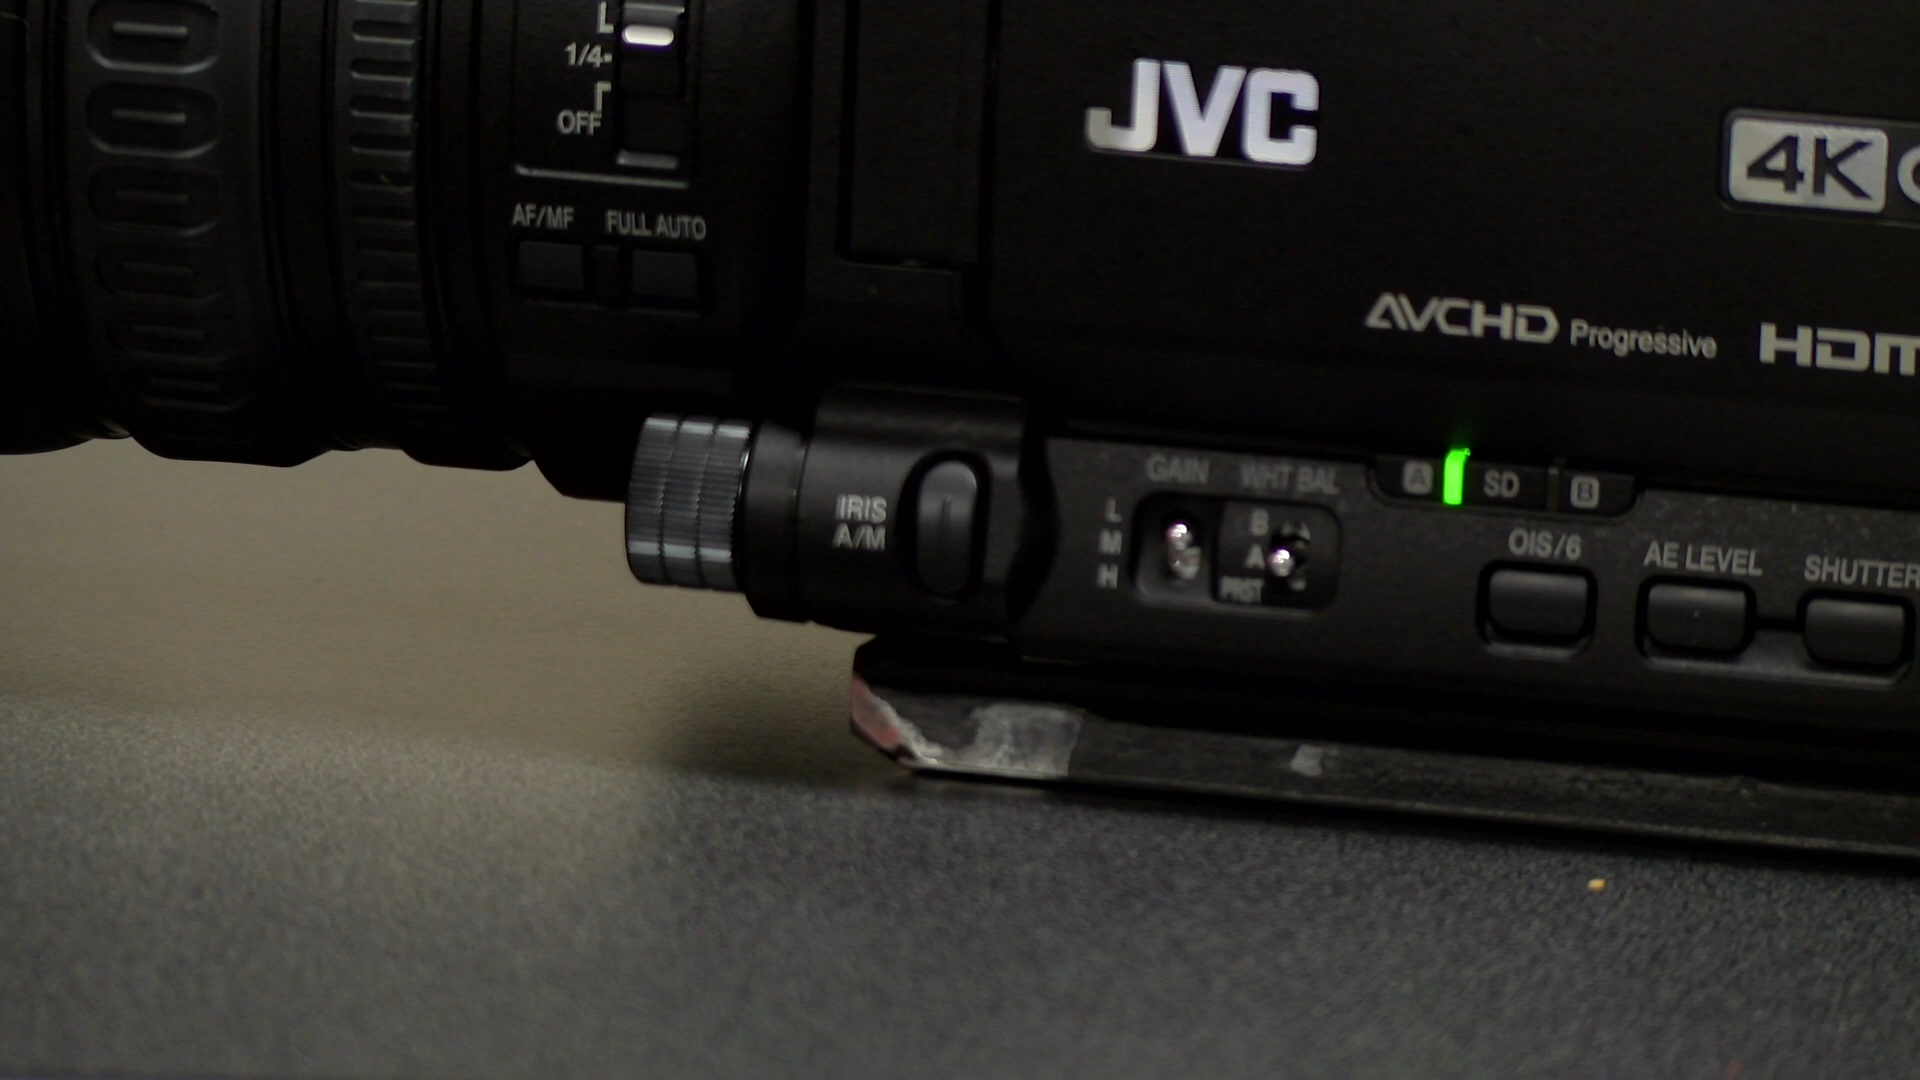 1/4
OFF
AF/MF FULL AUTO
JVC
4K
AVCHD Progressive
IRIS
A/M
GAIN WHT BAL
L
M
H
B
A
PRST
A SD B
OIS/6
AE LEVEL
SHUTTER